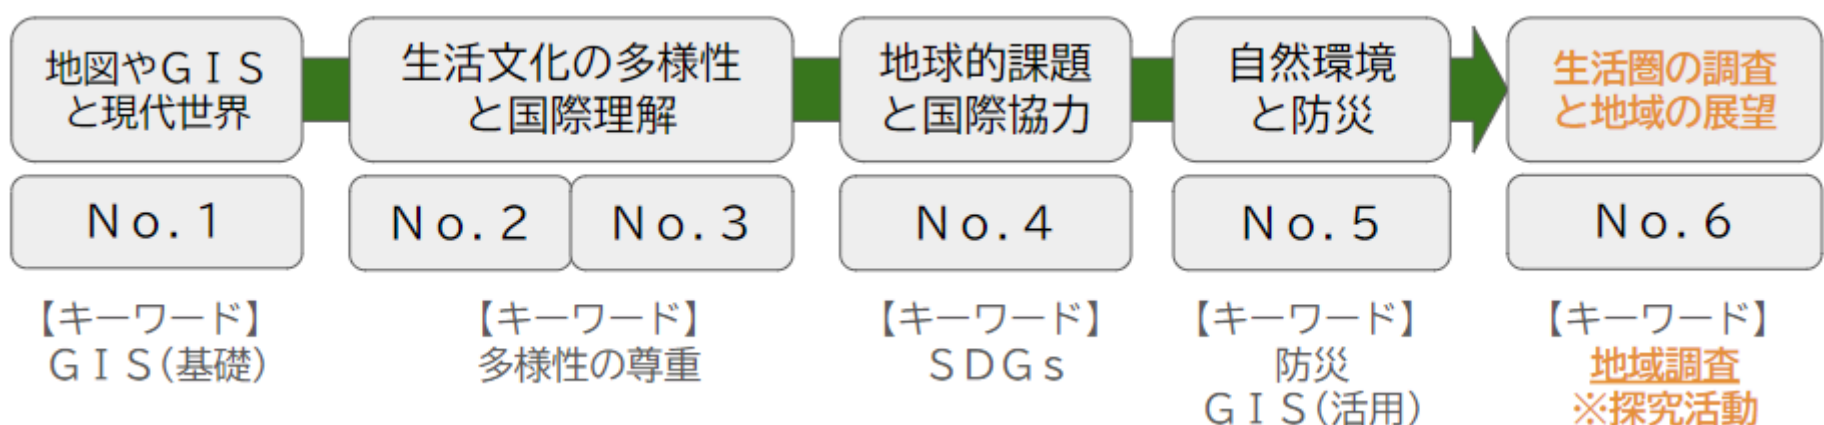 地図やＧＩＳ
と現代世界
生活文化の多様性
と国際理解
地球的課題
と国際協力
自然環境
と防災
生活圏の調査
と地域の展望
Ｎｏ．１
Ｎｏ．２
Ｎｏ．３
Ｎｏ．４
Ｎｏ．５
Ｎｏ．６
【キーワード】
ＧＩＳ(基礎)
【キーワード】
多様性の尊重
【キーワード】
ＳＤＧｓ
【キーワード】
防災
ＧＩＳ(活用)
【キーワード】
地域調査
※探究活動